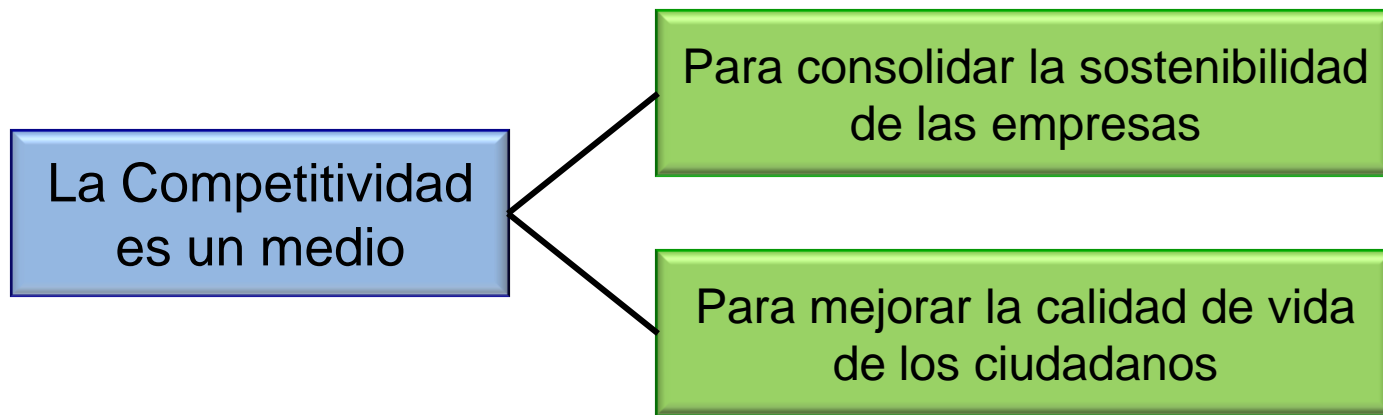 La Competitividad
es un medio
Para consolidar la sostenibilidad
de las empresas
Para mejorar la calidad de vida
de los ciudadanos